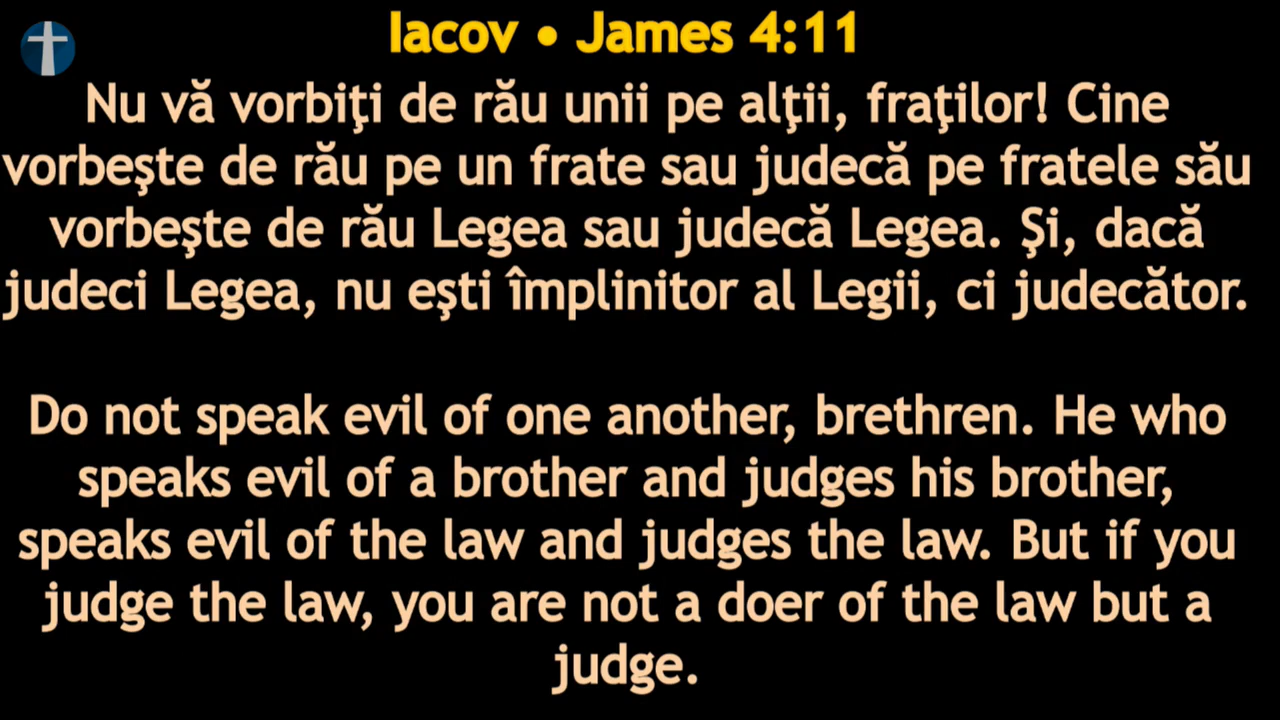 Iacov • James 4:11
Nu vă vorbiţi de rău unii pe alţii, fraţilor! Cine
vorbeşte de rău pe un frate sau judecă pe fratele său
vorbeşte de rău Legea sau judecă Legea. Şi, dacă
judeci Legea, nu eşti împlinitor al Legii, ci judecător.
Do not speak evil of one another, brethren. He who
speaks evil of a brother and judges his brother,
speaks evil of the law and judges the law. But if you
judge the law, you are not a doer of the law but a
judge.